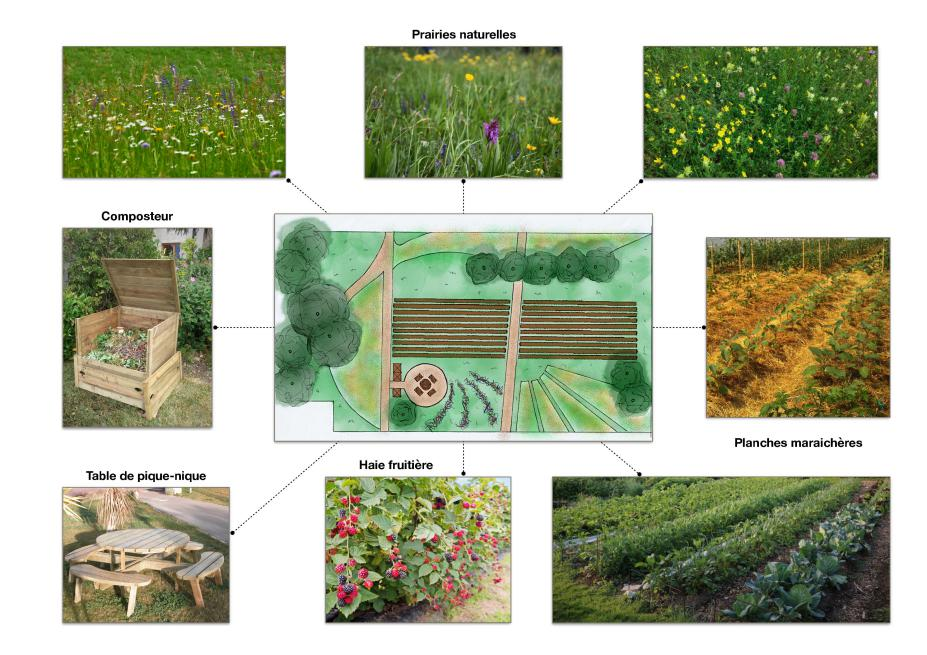 Prairies naturelles
Composteur
Planches maraichères
Table de pique-nique
Haie fruitière